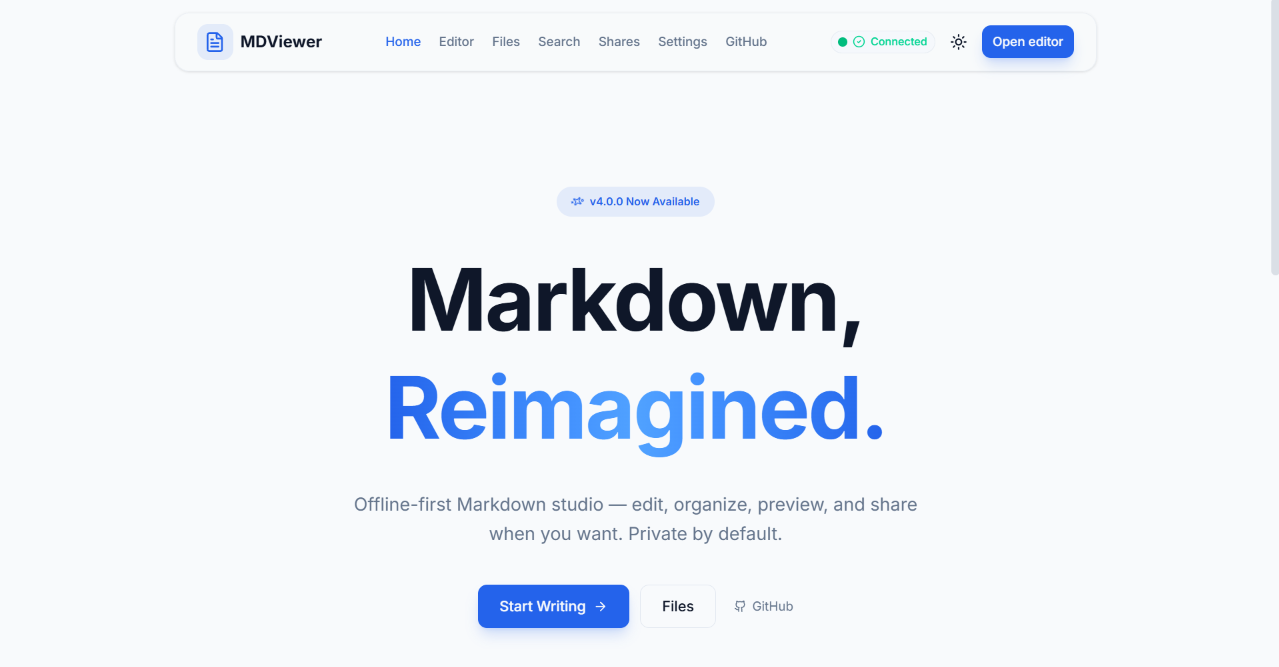 MDViewer
Home Editor Files Search Shares Settings GitHub
Connected
Open editor
v4.0.0 Now Available
Markdown,
Reimagined.
Offline-first Markdown studio — edit, organize, preview, and share
when you want. Private by default.
Start Writing →
Files
GitHub